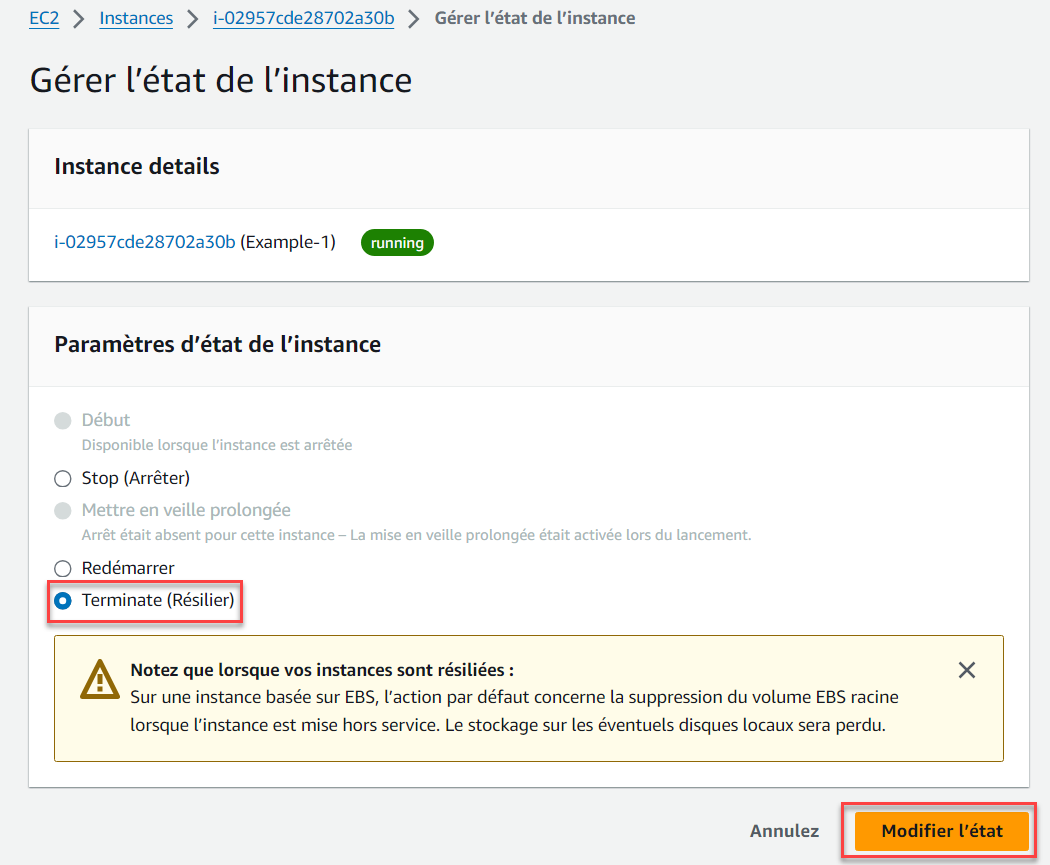 EC2 > Instances > i-02957cde28702a30b > Gérer l’état de l’instance
Gérer l’état de l’instance
Instance details
i-02957cde28702a30b (Example-1) running
Paramètres d’état de l’instance
Début
Disponible lorsque l’instance est arrêtée
Stop (Arrêter)
Mettre en veille prolongée
Arrêt était absent pour cette instance – La mise en veille prolongée était activée lors du lancement.
Redémarrer
Terminate (Résilier)
Notez que lorsque vos instances sont résiliées :
Sur une instance basée sur EBS, l’action par défaut concerne la suppression du volume EBS racine
lorsque l’instance est mise hors service. Le stockage sur les éventuels disques locaux sera perdu.
Annulez Modifier l’état